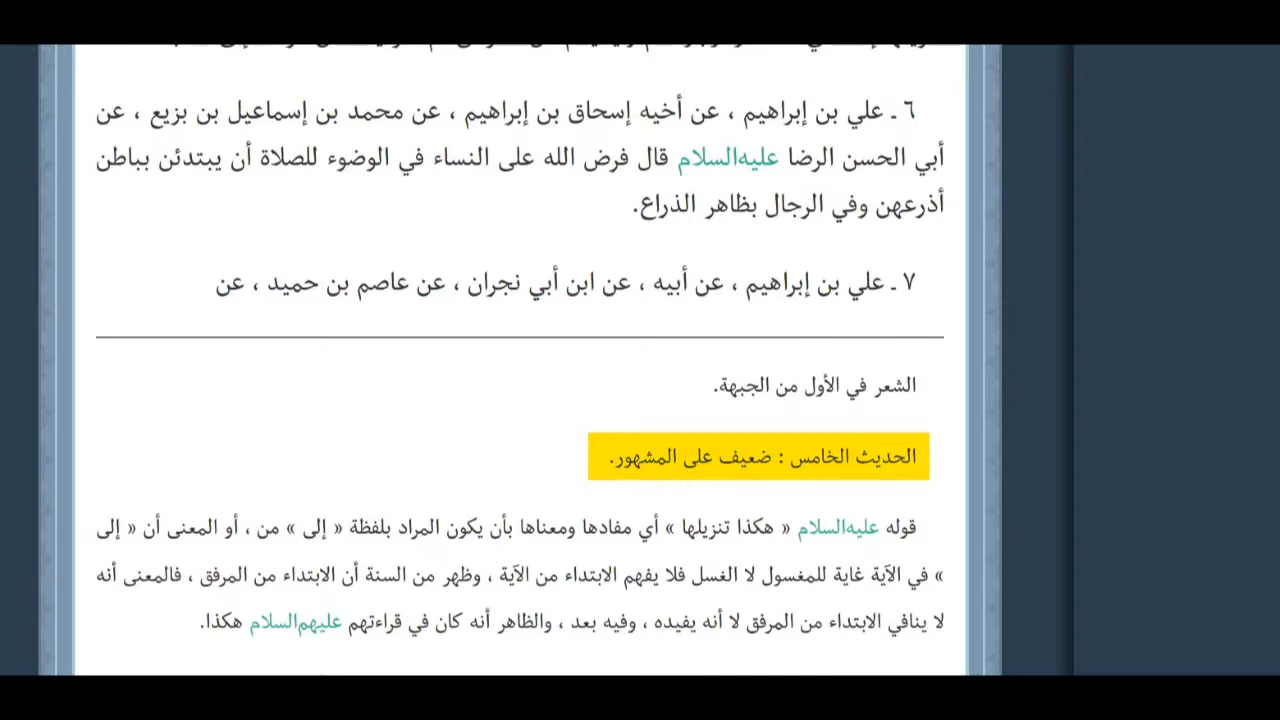 ٦ ـ علي بن إبراهيم ، عن أخيه إسحاق بن إبراهيم ، عن محمد بن إسماعيل بن بزيع ، عن
أبي الحسن الرضا عليه‌السلام قال فرض الله على النساء في الوضوء للصلاة أن يبتدئن بباطن
أذرعهن وفي الرجال بظاهر الذراع.
٧ ـ علي بن إبراهيم ، عن أبيه ، عن ابن أبي نجران ، عن عاصم بن حميد ، عن
الشعر في الأول من الجبهة.
الحديث الخامس : ضعيف على المشهور.
قوله عليه‌السلام « هكذا تنزيلها » أي مفادها ومعناها بأن يكون المراد بلفظة « إلى » من ، أو المعنى أن « إلى
» في الآية غاية للمغسول لا الغسل فلا يفهم الابتداء من الآية ، وظهر من السنة أن الابتداء من المرفق ، فالمعنى أنه
لا ينافي الابتداء من المرفق لا أنه يفيده ، وفيه بعد ، والظاهر أنه كان في قراءتهم عليهم‌السلام هكذا.